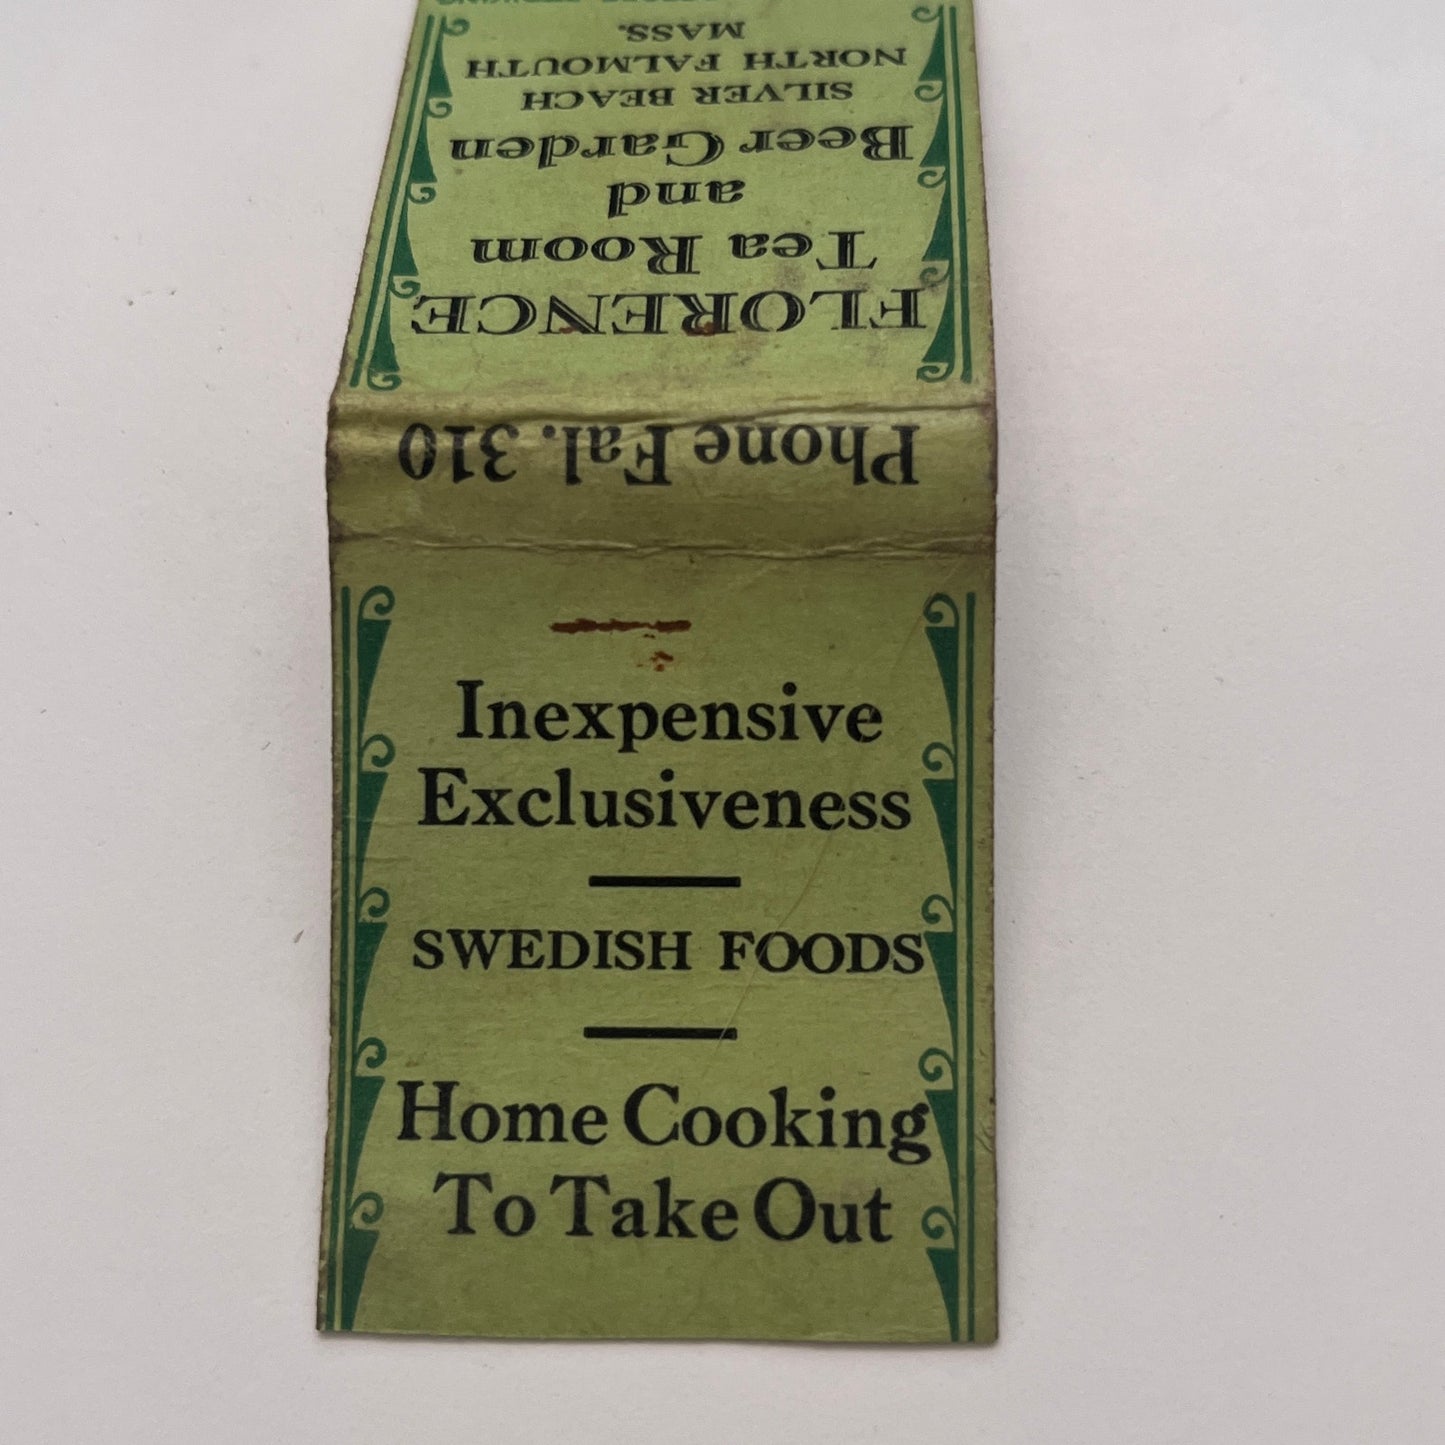 FLORENCE
Tea Room
and
Beer Garden
SILVER BEACH
NORTH FALMOUTH
MASS.
Phone Fal. 310
Inexpensive
Exclusiveness
SWEDISH FOODS
Home Cooking
To Take Out